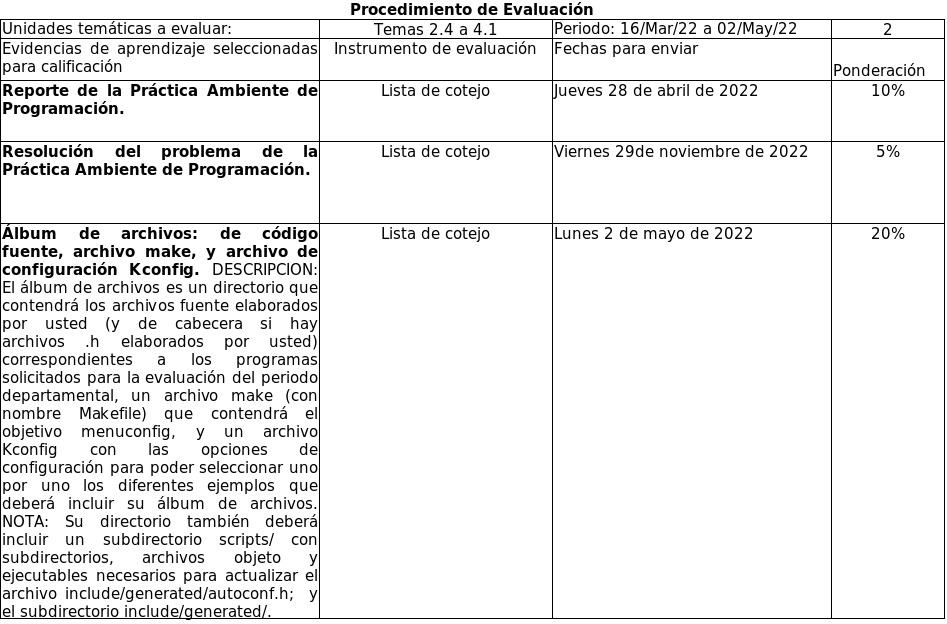 Procedimiento de Evaluación
Unidades temáticas a evaluar:
Temas 2.4 a 4.1
Periodo: 16/Mar/22 a 02/May/22
2
Evidencias de aprendizaje seleccionadas
para calificación
Instrumento de evaluación
Fechas para enviar
Ponderación
Reporte de la Práctica Ambiente de
Programación.
Lista de cotejo
Jueves 28 de abril de 2022
10%
Resolución del problema de la
Práctica Ambiente de Programación.
Lista de cotejo
Viernes 29de noviembre de 2022
5%
Álbum de archivos: de código
fuente, archivo make, y archivo de
configuración Kconfig. DESCRIPCION:
El álbum de archivos es un directorio que
contendrá los archivos fuente elaborados
por usted (y de cabecera si hay
archivos .h elaborados por usted)
correspondientes a los programas
solicitados para la evaluación del periodo
departamental, un archivo make (con
nombre Makefile) que contendrá el
objetivo menuconfig, y un archivo
Kconfig con las opciones de
configuración para poder seleccionar uno
por uno los diferentes ejemplos que
deberá incluir su álbum de archivos.
NOTA: Su directorio también deberá
incluir un subdirectorio scripts/ con
subdirectorios, archivos objeto y
ejecutables necesarios para actualizar el
archivo include/generated/autoconf.h; y
el subdirectorio include/generated/.
Lista de cotejo
Lunes 2 de mayo de 2022
20%